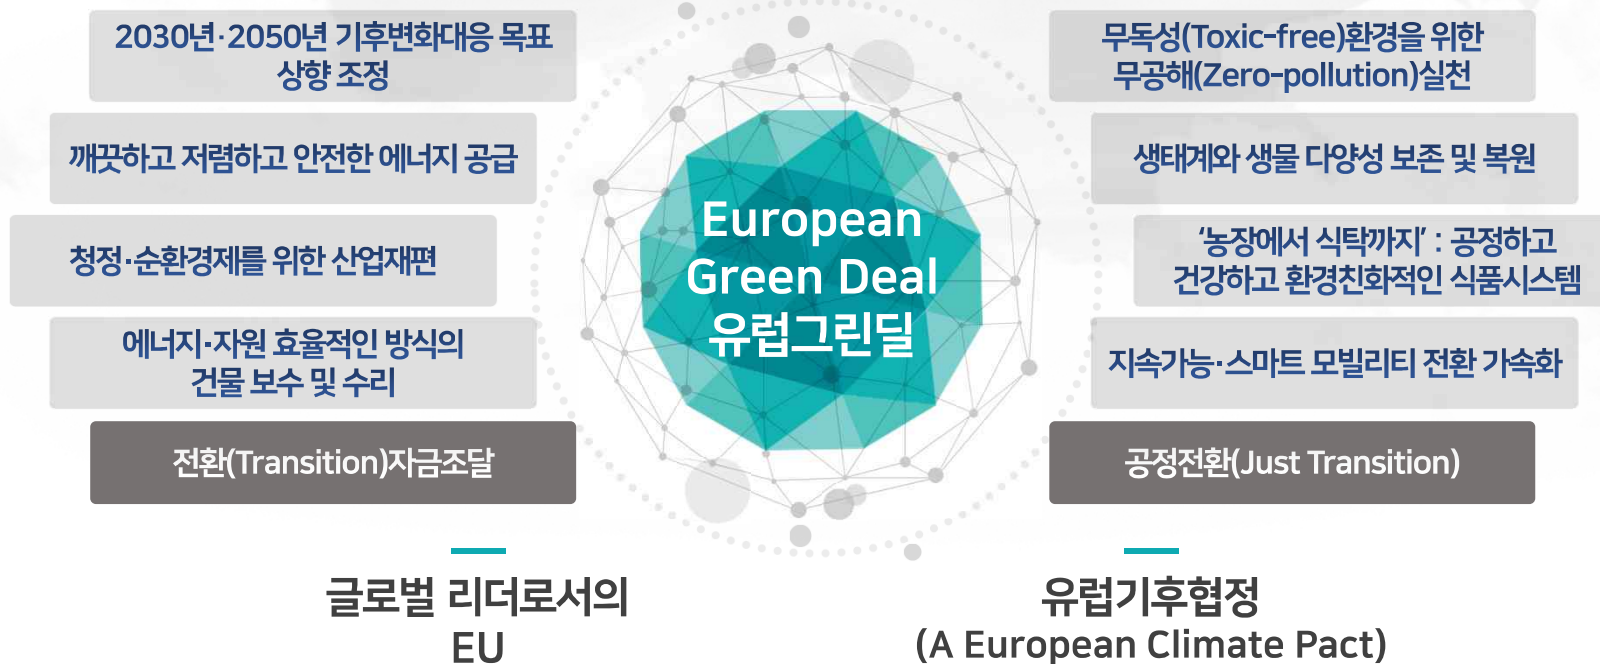 2030년·2050년 기후변화대응 목표
상향 조정
깨끗하고 저렴하고 안전한 에너지 공급
청정·순환경제를 위한 산업재편
에너지·자원 효율적인 방식의
건물 보수 및 수리
전환(Transition)자금조달
European
Green Deal
유럽그린딜
무독성(Toxic-free)환경을 위한
무공해(Zero-pollution)실천
생태계와 생물 다양성 보존 및 복원
‘농장에서 식탁까지’ : 공정하고
건강하고 환경친화적인 식품시스템
지속가능·스마트 모빌리티 전환 가속화
공정전환(Just Transition)
글로벌 리더로서의
EU
유럽기후협정
(A European Climate Pact)